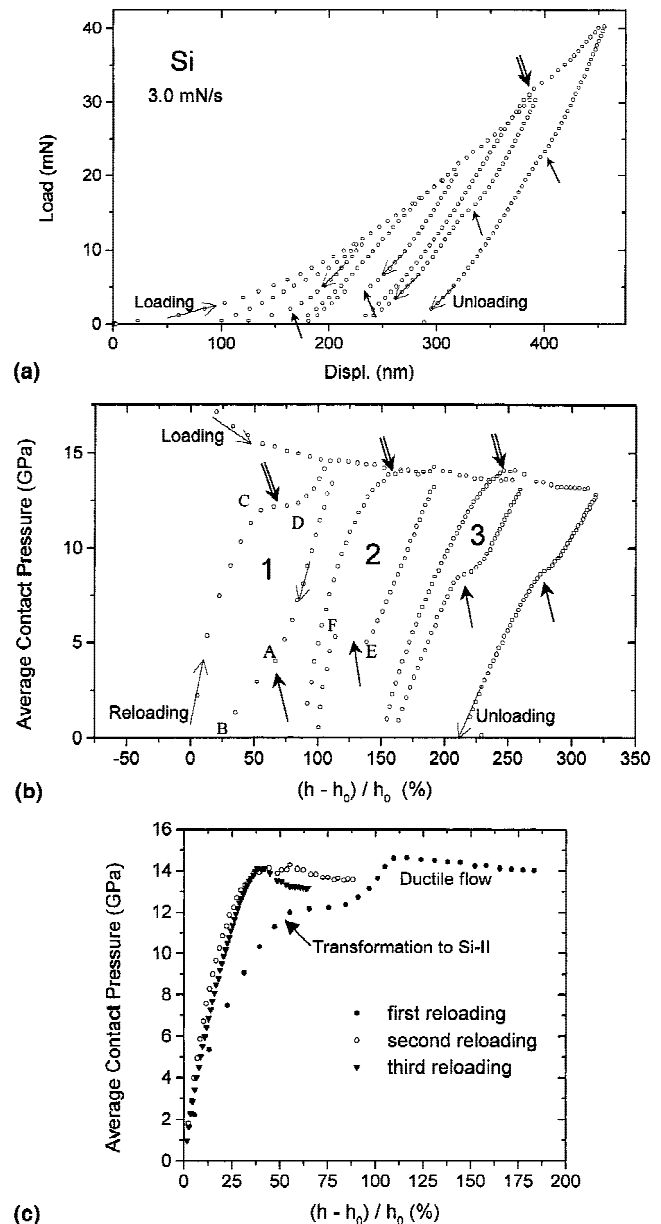 40
30
20
10
0
Load (mN)
Si
3.0 mN/s
Loading
Unloading
0
100
200
300
400
Displ. (nm)
(a)
15
10
5
0
Average Contact Pressure (GPa)
Loading
C
D
1
2
3
A
F
E
Reloading
B
Unloading
-50
0
50
100
150
200
250
300
350
(h - h0) / h0 (%)
(b)
16
14
12
10
8
6
4
2
0
Average Contact Pressure (GPa)
Ductile flow
Transformation to Si-II
first reloading
second reloading
third reloading
0
25
50
75
100
125
150
175
200
(h - h0) / h0 (%)
(c)